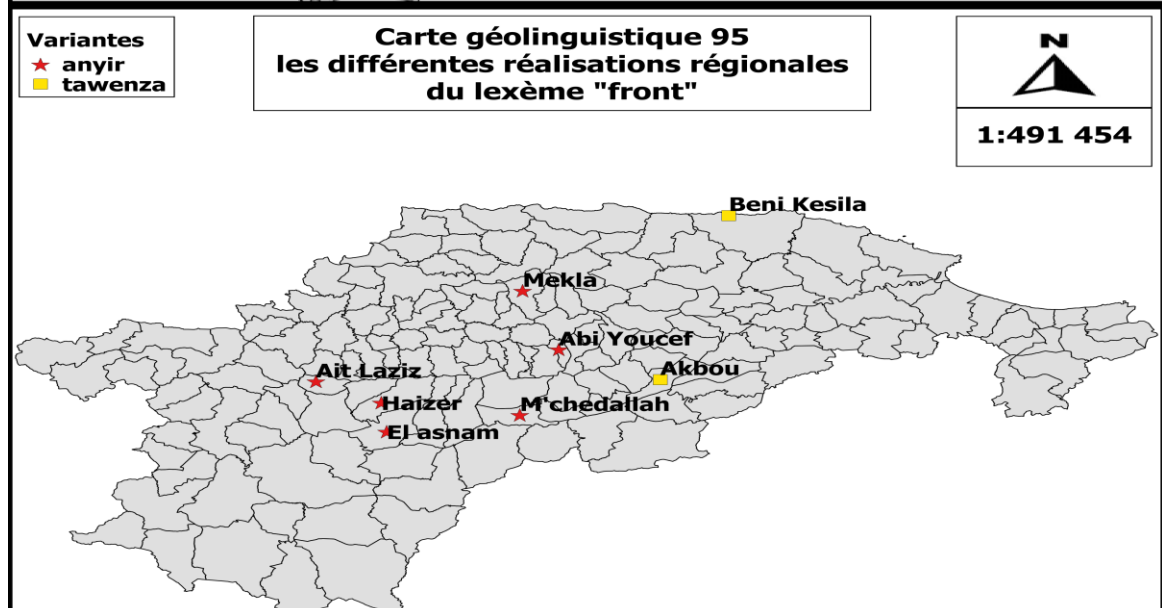 Variantes
anyir
tawenza
Carte géolinguistique 95
les différentes réalisations régionales
du lexème "front"
N
1:491 454
Beni Kesila
Mekla
Abi Youcef
Akbou
Ait Laziz
Haizer
M'chedallah
El asnam